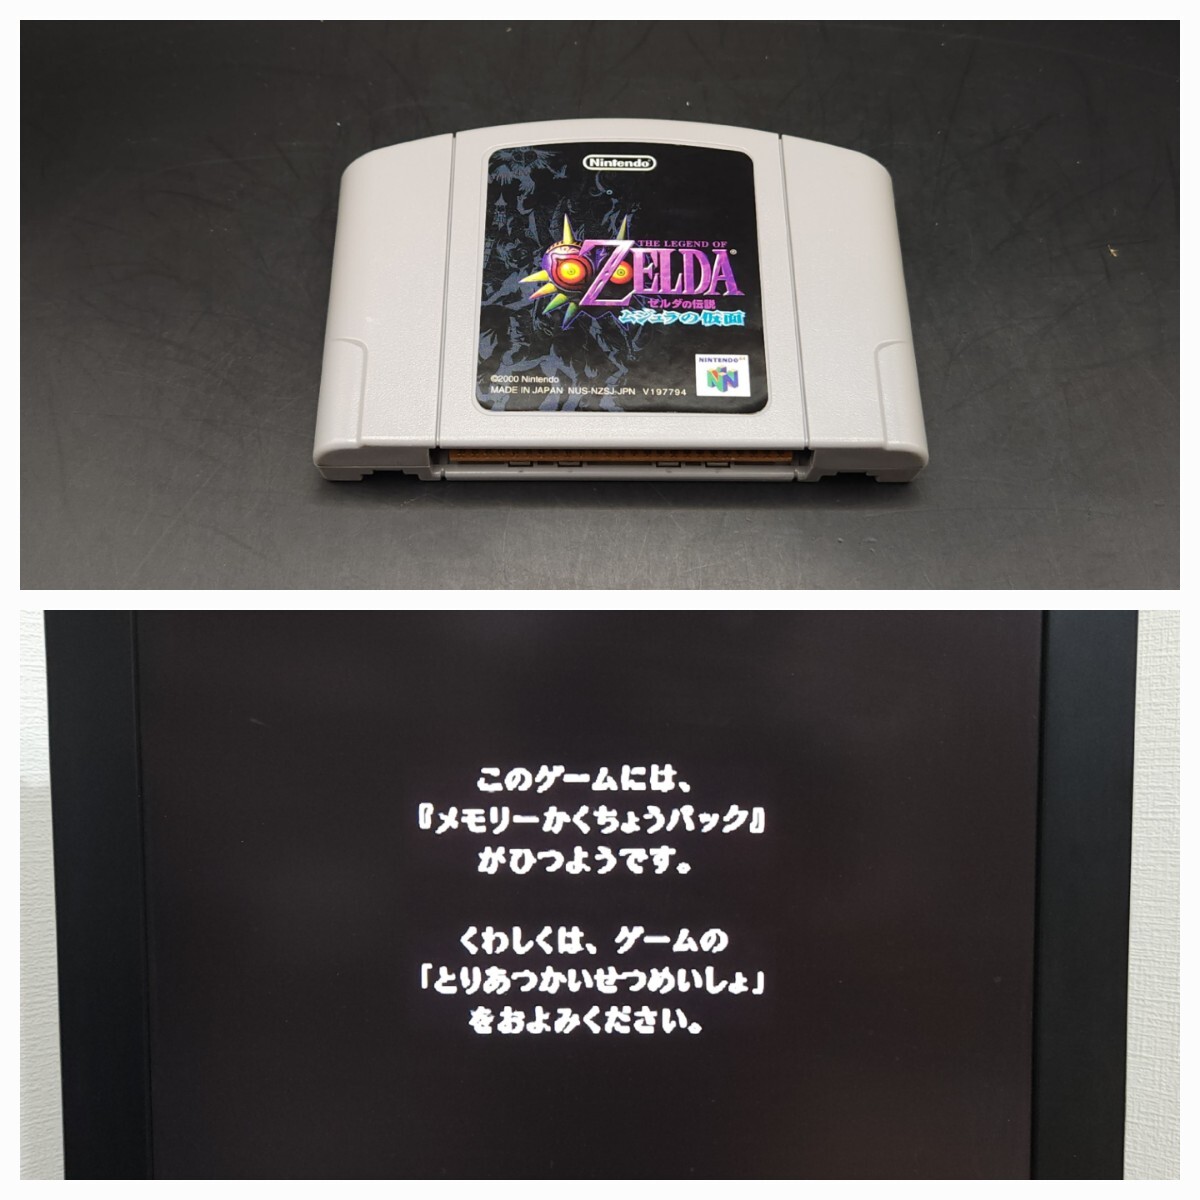 Nintendo
THE LEGEND OF
ZELDA
ゼルダの伝説
ムジュラの仮面
NINTENDO64
©2000 Nintendo
MADE IN JAPAN NUS-NZSJ-JPN V197794
このゲームには、
『メモリーかくちょうパック』
がひつようです。
くわしくは、ゲームの
「とりあつかいせつめいしょ」
をおよみください。